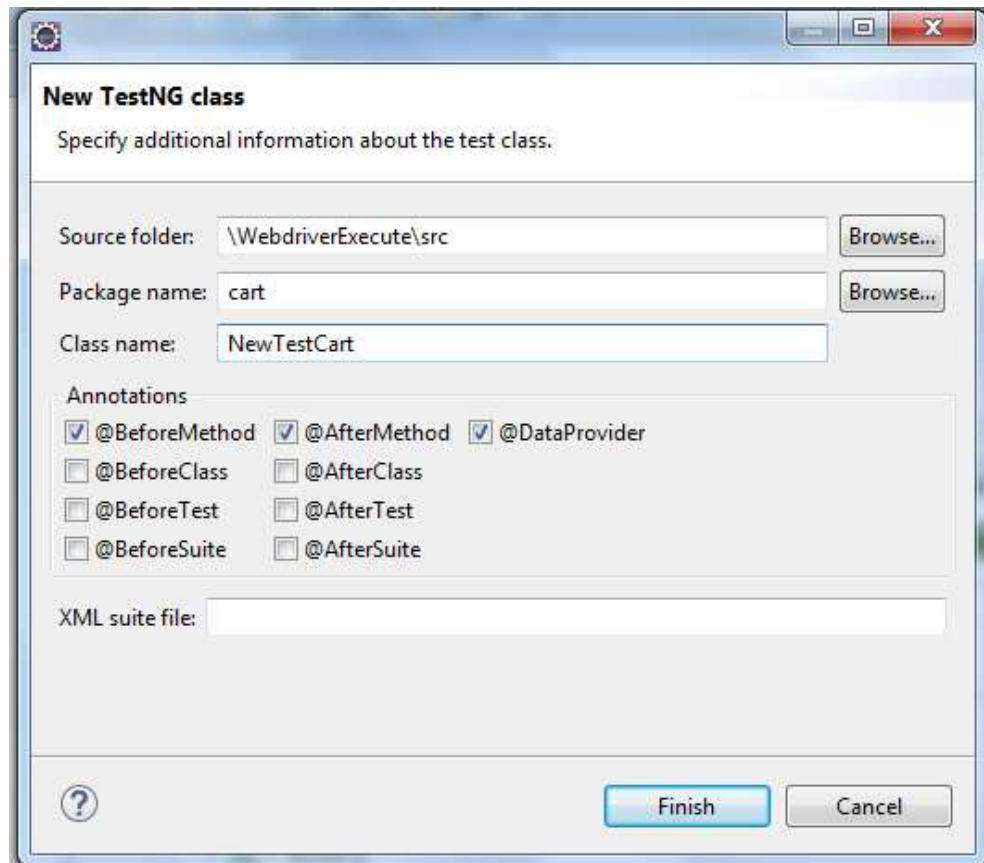 New TestNG class
Specify additional information about the test class.
Source folder: \WebdriverExecute\src Browse...
Package name: cart Browse...
Class name: NewTestCart
Annotations
@BeforeMethod @AfterMethod @DataProvider
@BeforeClass @AfterClass
@BeforeTest @AfterTest
@BeforeSuite @AfterSuite
XML suite file:
? Finish Cancel